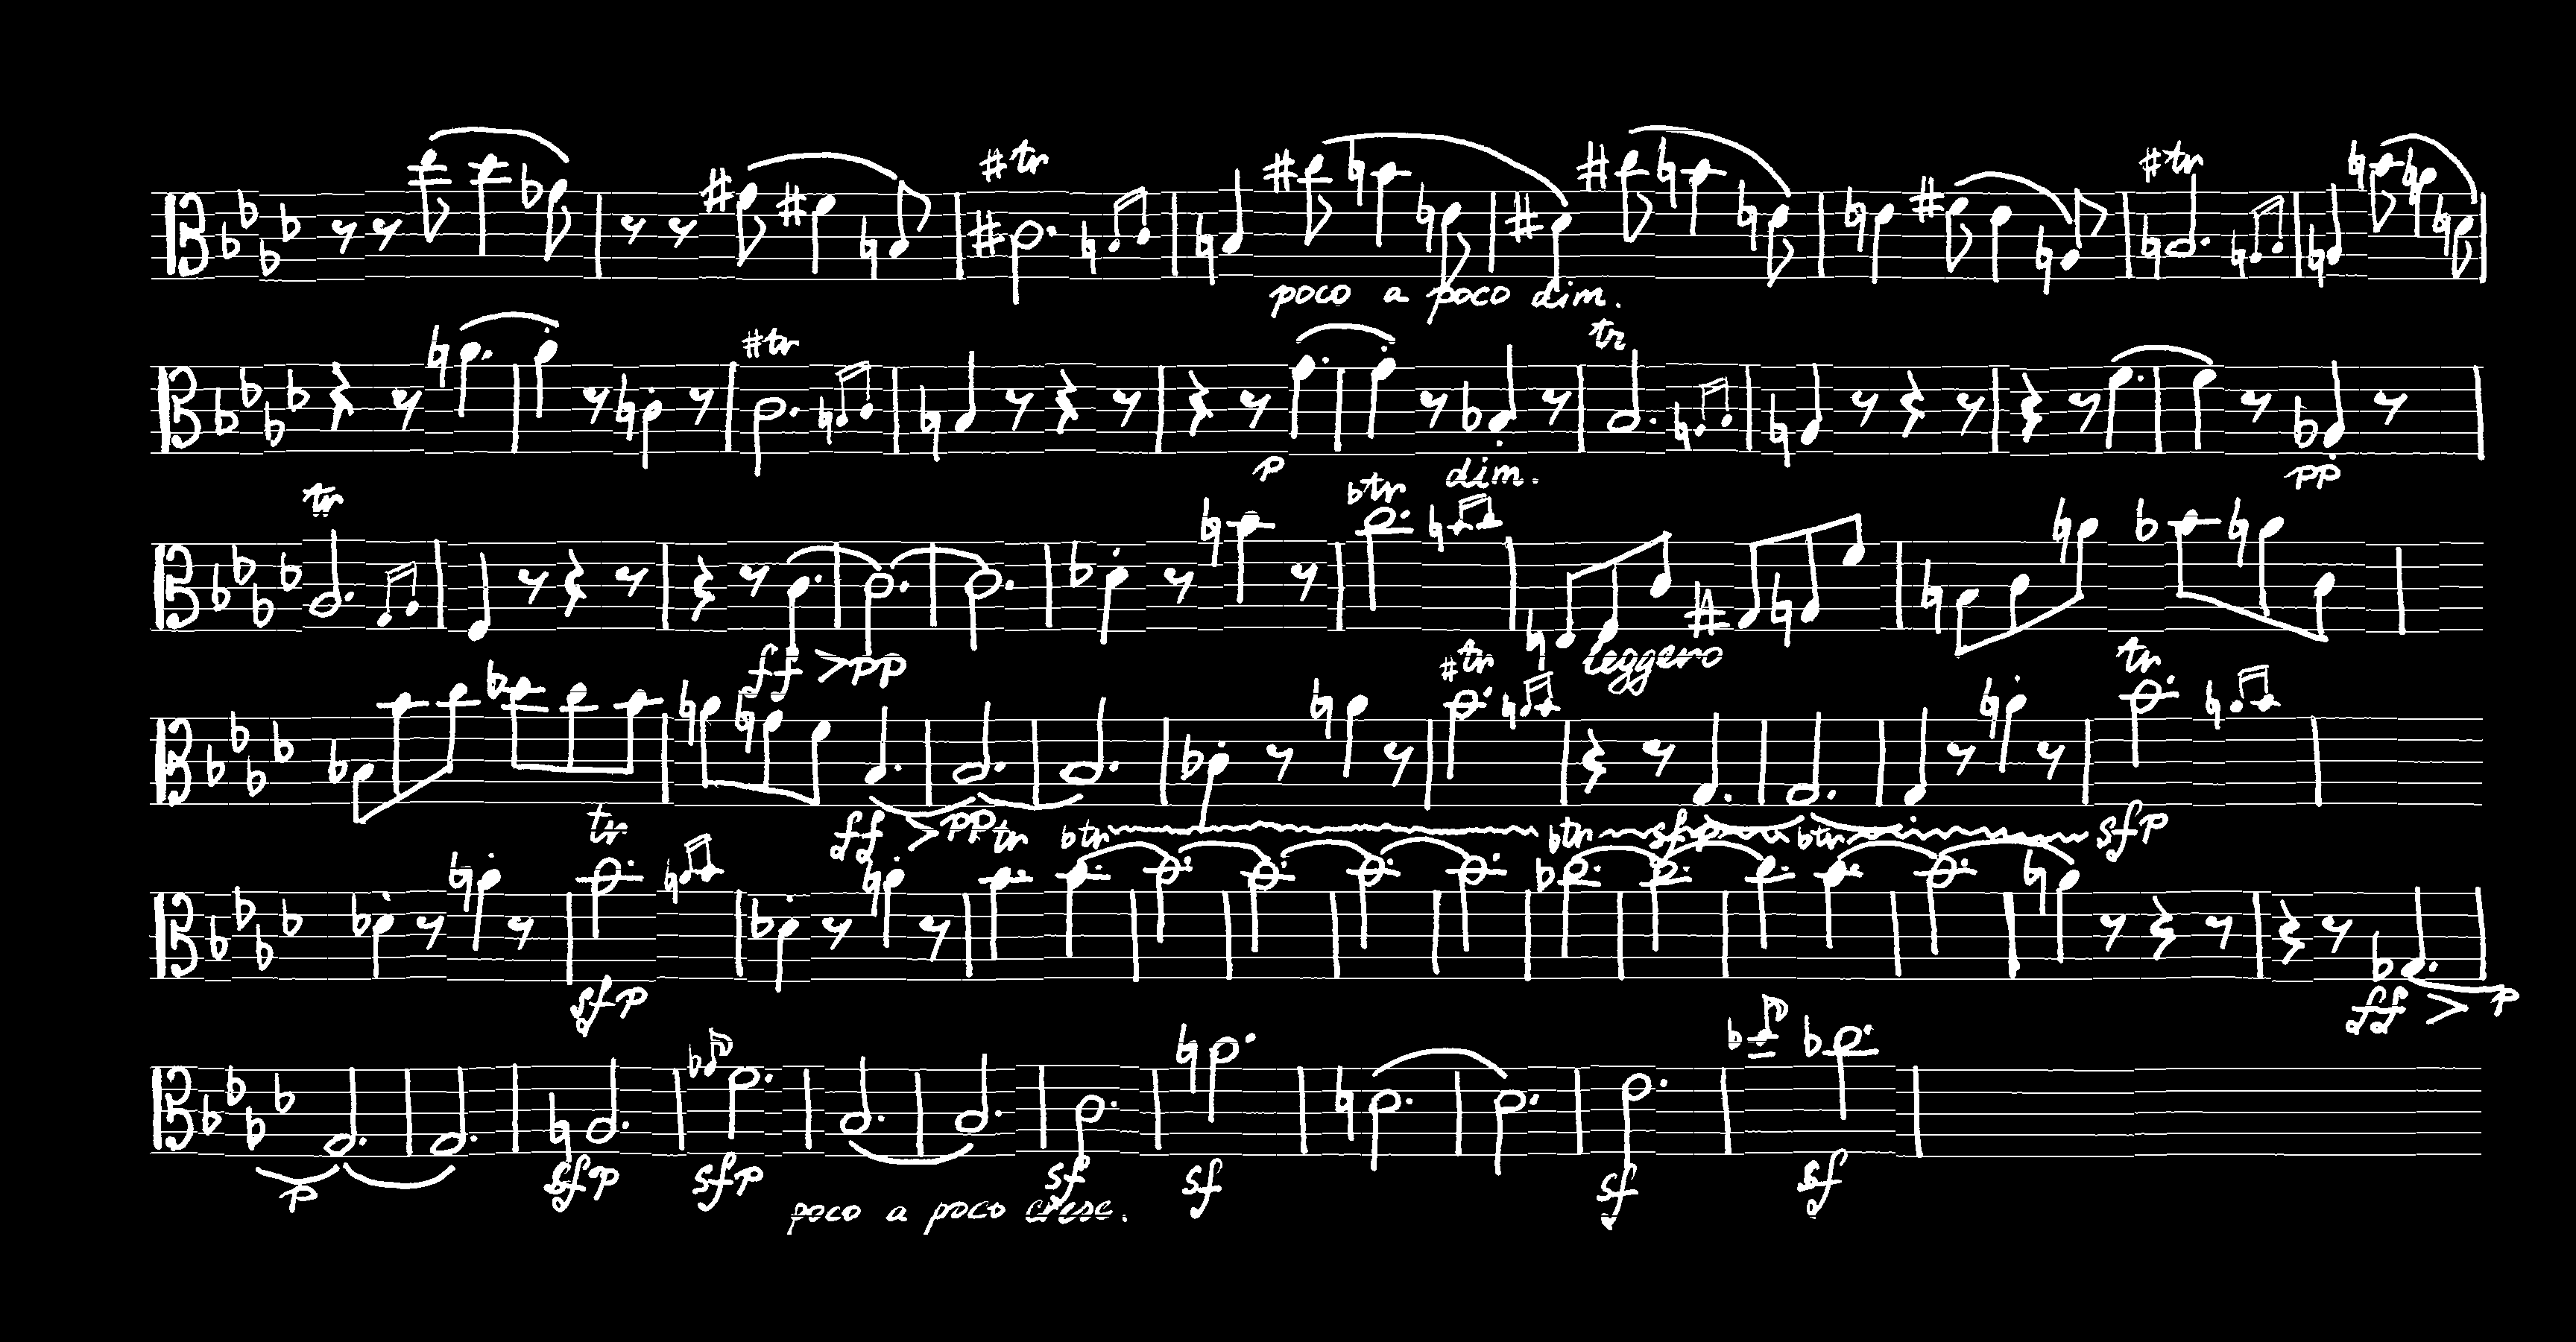 tr
poco a poco dim.
tr
tr
tr
p
dim.
pp
tr
tr
ff > pp
leggero
tr
tr
ff > pp
sfp
sfp
tr
tr
tr
tr
tr
sfp
ff > p
p
sfp
sfp
poco a poco cresc.
sf
sf
sf
sf